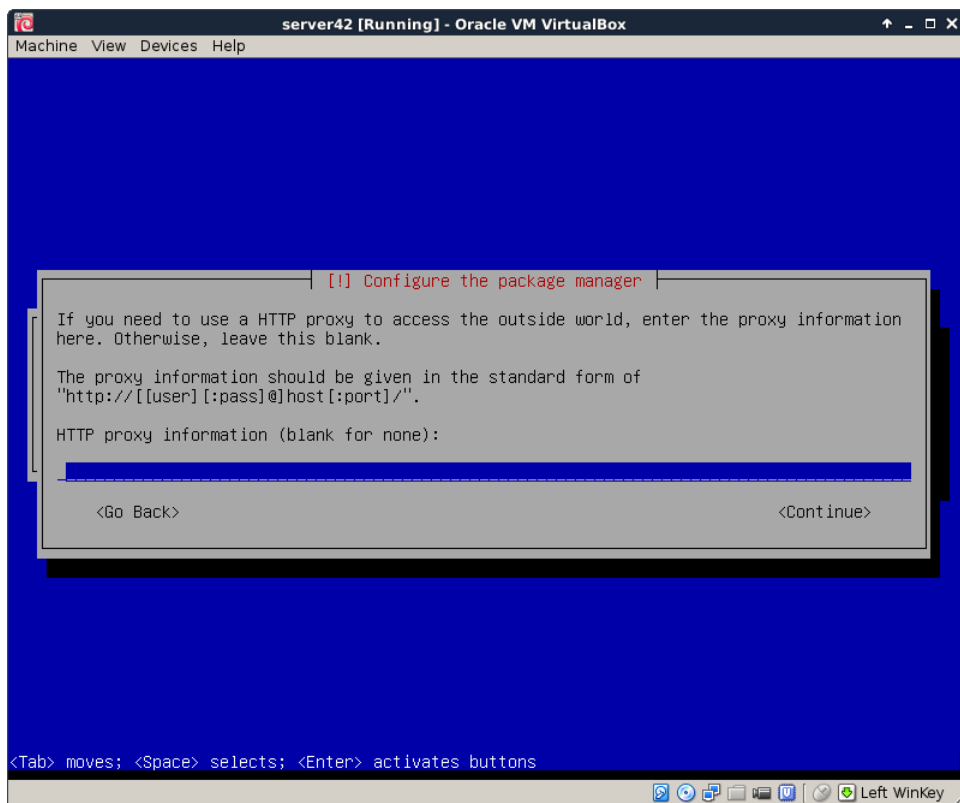 server42 [Running] - Oracle VM VirtualBox
Machine View Devices Help
[!] Configure the package manager
If you need to use a HTTP proxy to access the outside world, enter the proxy information
here. Otherwise, leave this blank.
The proxy information should be given in the standard form of
"http://[[user][:pass]@]host[:port]/".
HTTP proxy information (blank for none):
<Go Back> <Continue>
<Tab> moves; <Space> selects; <Enter> activates buttons
Left WinKey